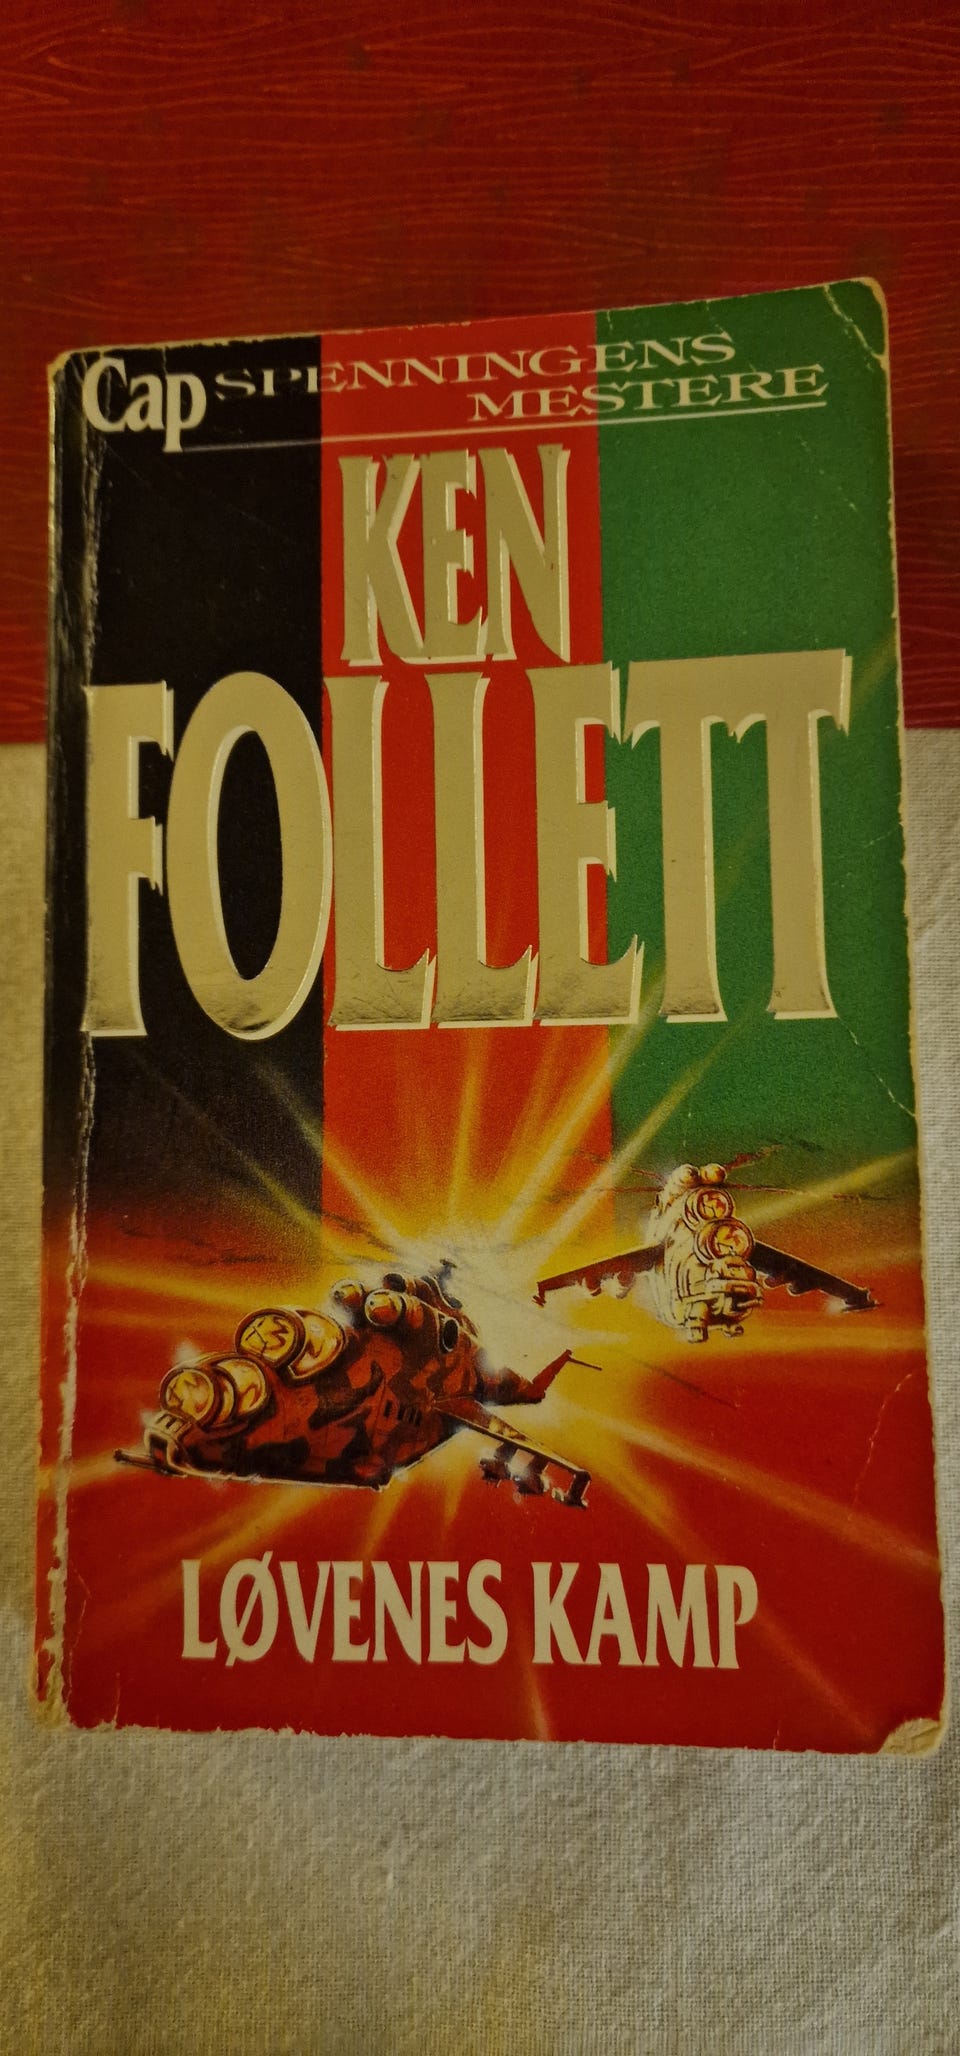 Cap SPENNINGENS
MESTERE
KEN
FOLLETT
LØVENES KAMP